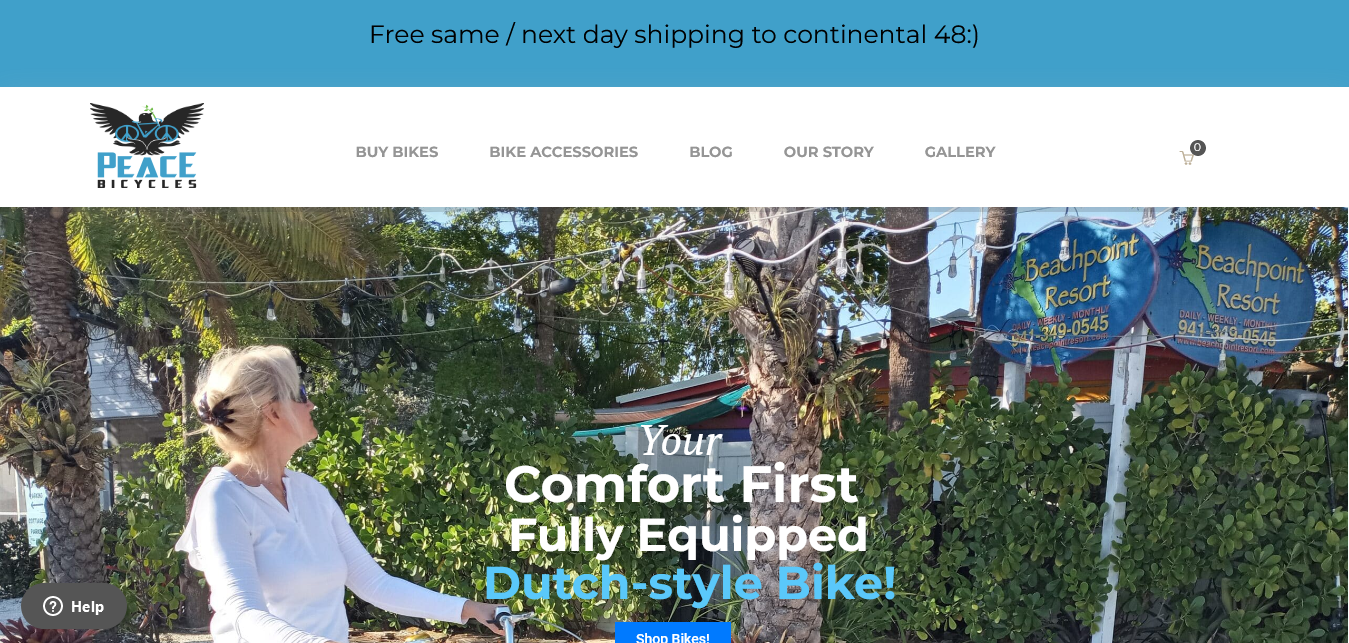 Free same / next day shipping to continental 48:)
PEACE
BICYCLES
BUY BIKES
BIKE ACCESSORIES
BLOG
OUR STORY
GALLERY
0
Beachpoint
Resort
DAILY - WEEKLY - MONTHLY
941-349-0545
www.beachpointresort.com
Beachpoint
Resort
DAILY - WEEKLY - MONTHLY
941-349-0545
www.beachpointresort.com
Your
Comfort First
Fully Equipped
Dutch-style Bike!
Shop Bikes!
Help